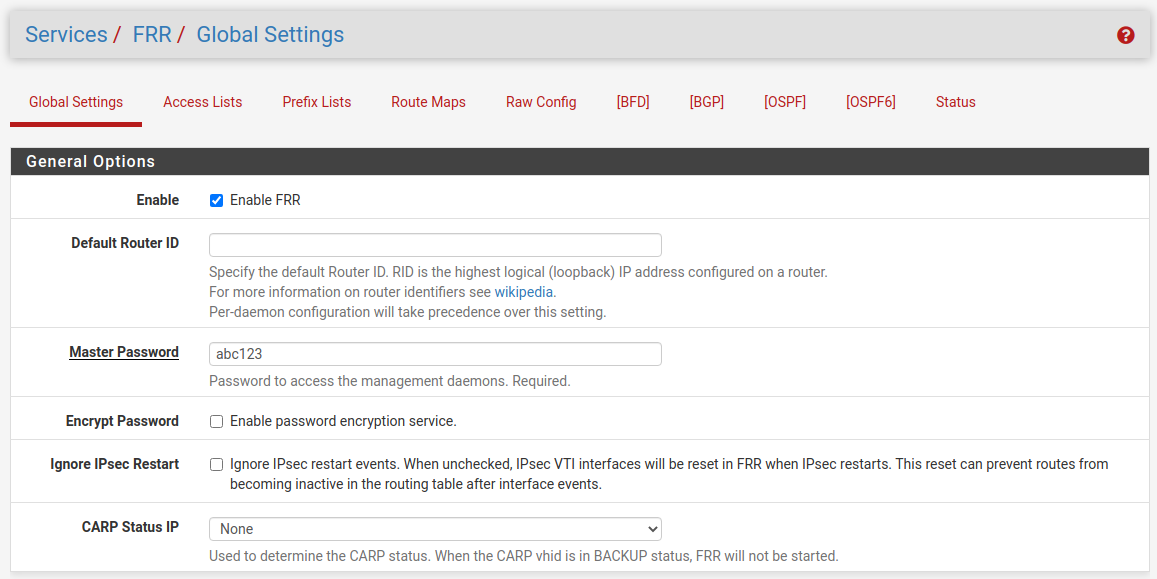 Services / FRR / Global Settings
Global Settings Access Lists Prefix Lists Route Maps Raw Config [BFD] [BGP] [OSPF] [OSPF6] Status
General Options
Enable Enable FRR
Default Router ID
Specify the default Router ID. RID is the highest logical (loopback) IP address configured on a router.
For more information on router identifiers see wikipedia.
Per-daemon configuration will take precedence over this setting.
Master Password abc123
Password to access the management daemons. Required.
Encrypt Password Enable password encryption service.
Ignore IPsec Restart Ignore IPsec restart events. When unchecked, IPsec VTI interfaces will be reset in FRR when IPsec restarts. This reset can prevent routes from
becoming inactive in the routing table after interface events.
CARP Status IP None
Used to determine the CARP status. When the CARP vhid is in BACKUP status, FRR will not be started.